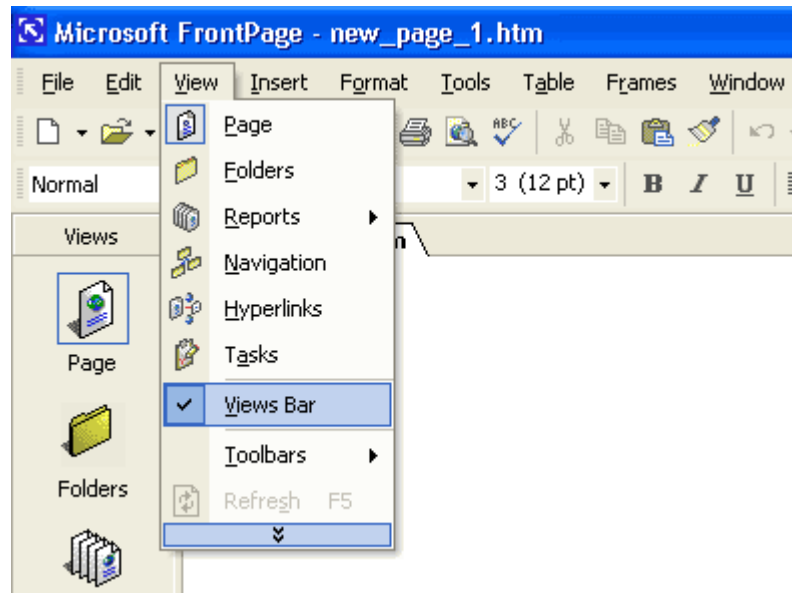 Microsoft FrontPage - new_page_1.htm
File Edit View Insert Format Tools Table Frames Window
ABC
Normal 3 (12 pt) B I U
Views
n
Page
Folders
Page
Folders
Reports
Navigation
Hyperlinks
Tasks
Views Bar
Toolbars
Refresh F5